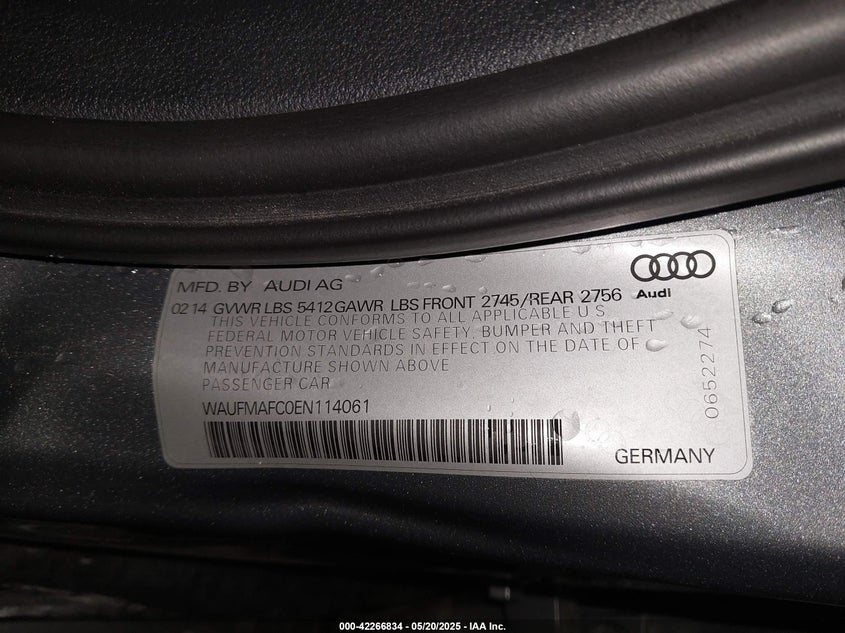 MFD. BY AUDI AG
Audi
02 14 GVWR LBS 5412 GAWR LBS FRONT 2745/REAR 2756
THIS VEHICLE CONFORMS TO ALL APPLICABLE U S
FEDERAL MOTOR VEHICLE SAFETY, BUMPER AND THEFT
PREVENTION STANDARDS IN EFFECT ON THE DATE OF
MANUFACTURE SHOWN ABOVE
PASSENGER CAR
WAUFMAFC0EN114061
GERMANY
0652274
000-42266834 / 05/20/2025 - IAA Inc.